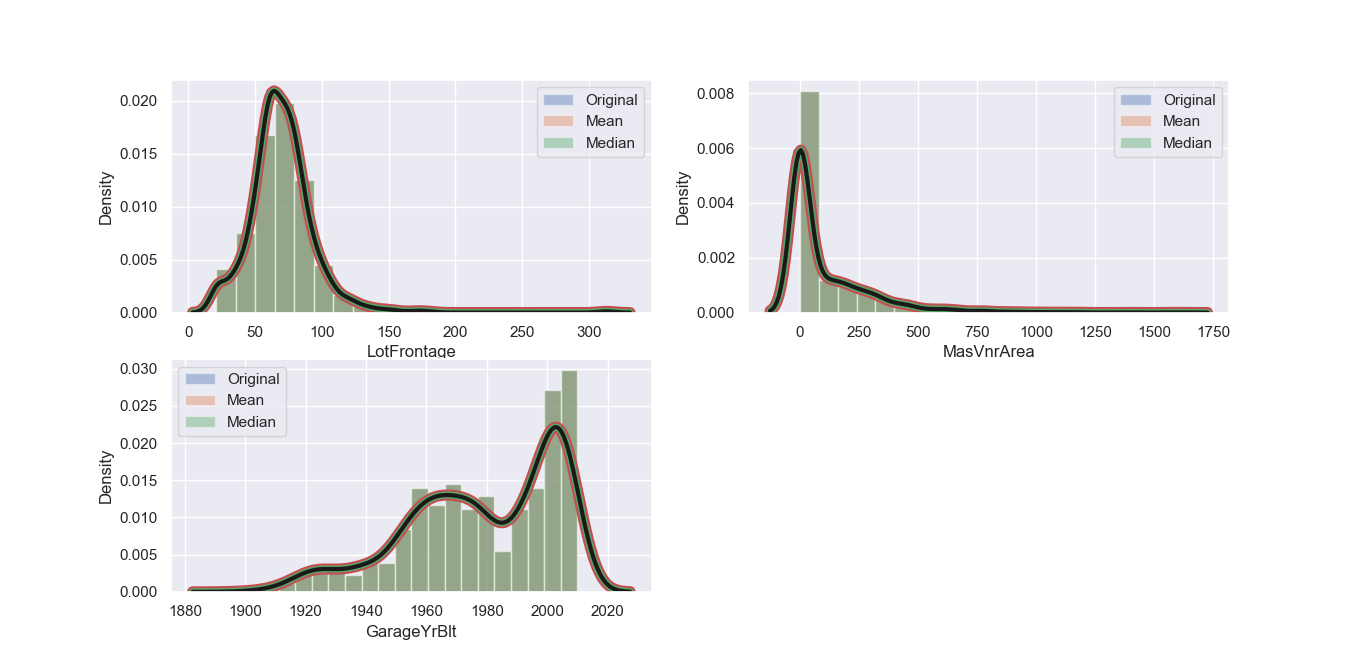 Density
0.020
0.015
0.010
0.005
0.000
0 50 100 150 200 250 300
LotFrontage
Original
Mean
Median
Density
0.008
0.006
0.004
0.002
0.000
0 250 500 750 1000 1250 1500 1750
MasVnrArea
Original
Mean
Median
Density
0.030
0.025
0.020
0.015
0.010
0.005
0.000
1880 1900 1920 1940 1960 1980 2000 2020
GarageYrBlt
Original
Mean
Median